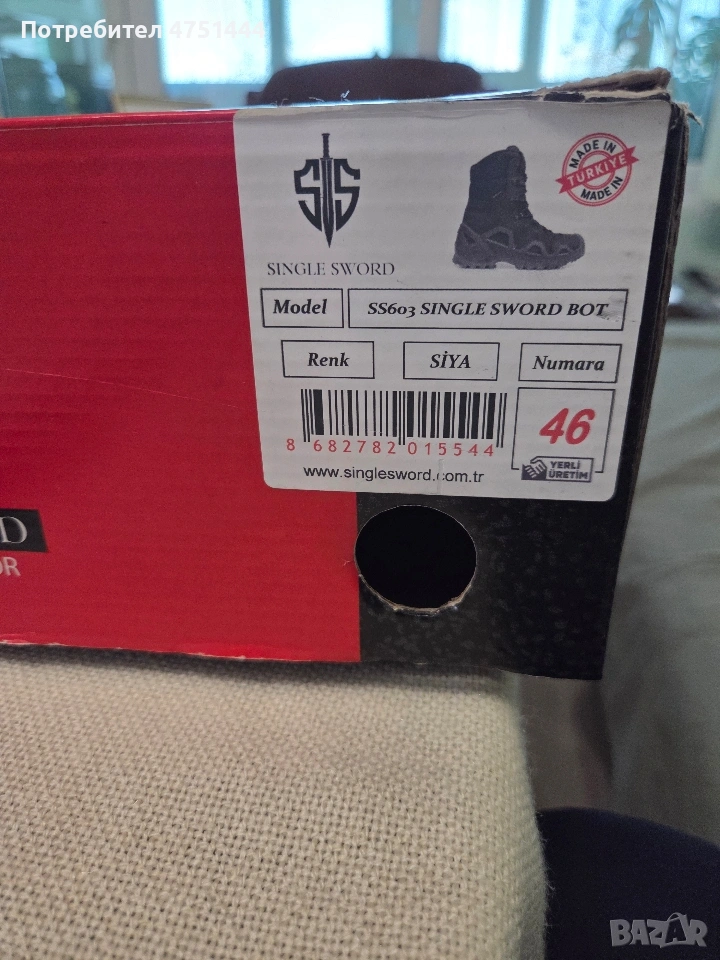 Потребител 4751444
MADE IN
TÜRKİYE
MADE IN
SS
SINGLE SWORD
Model SS603 SINGLE SWORD BOT
Renk SİYA Numara
46
8 682782 015544
YERLİ
ÜRETİM
www.singlesword.com.tr
D
OR
BAZAR